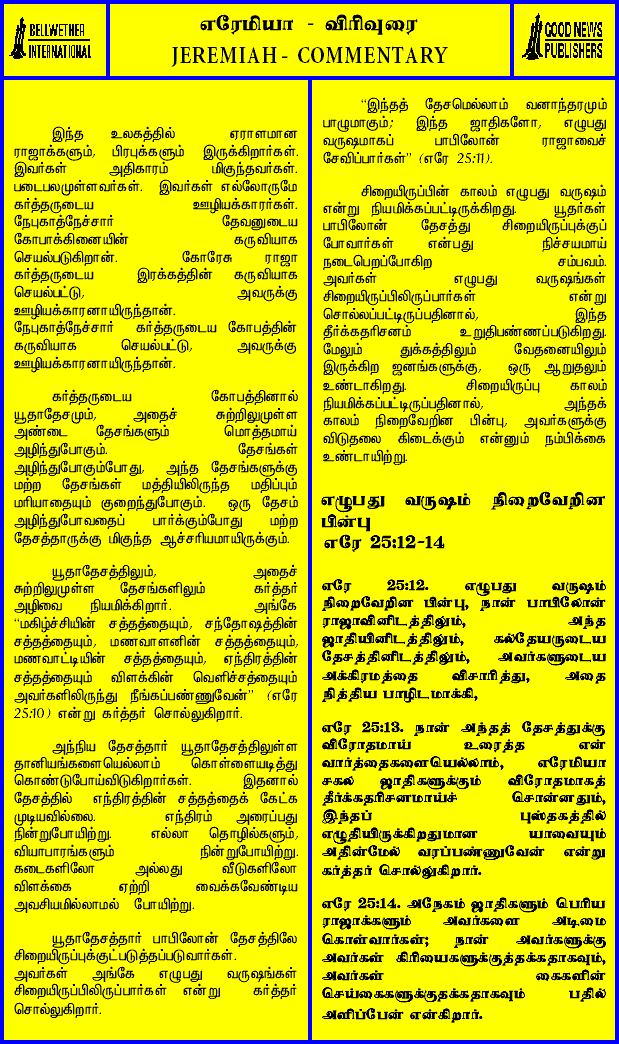 BELLWETHER
INTERNATIONAL
எரேமியா - விரிவுரை
JEREMIAH - COMMENTARY
GOOD NEWS
PUBLISHERS
இந்த உலகத்தில் ஏராளமான
ராஜாக்களும், பிரபுக்களும் இருக்கிறார்கள்.
இவர்கள் அதிகாரம் மிகுந்தவர்கள்.
படைபலமுள்ளவர்கள். இவர்கள் எல்லோருமே
கர்த்தருடைய ஊழியக்காரர்கள்.
நேபுகாத்நேச்சார் தேவனுடைய
கோபாக்கினையின் கருவியாக
செயல்படுகிறான். கோரேசு ராஜா
கர்த்தருடைய இரக்கத்தின் கருவியாக
செயல்பட்டு, அவருக்கு
ஊழியக்காரனாயிருந்தான்.
நேபுகாத்நேச்சார் கர்த்தருடைய கோபத்தின்
கருவியாக செயல்பட்டு, அவருக்கு
ஊழியக்காரனாயிருந்தான்.
கர்த்தருடைய கோபத்தினால்
யூதாதேசமும், அதைச் சுற்றிலுமுள்ள
அண்டை தேசங்களும் மொத்தமாய்
அழிந்துபோகும். தேசங்கள்
அழிந்துபோகும்போது, அந்த தேசங்களுக்கு
மற்ற தேசங்கள் மத்தியிலிருந்த மதிப்பும்
மரியாதையும் குறைந்துபோகும். ஒரு தேசம்
அழிந்துபோவதைப் பார்க்கும்போது மற்ற
தேசத்தாருக்கு மிகுந்த ஆச்சரியமாயிருக்கும்.
யூதாதேசத்திலும், அதைச்
சுற்றிலுமுள்ள தேசங்களிலும் கர்த்தர்
அழிவை நியமிக்கிறார். அங்கே
"மகிழ்ச்சியின் சத்தத்தையும், சந்தோஷத்தின்
சத்தத்தையும், மணவாளனின் சத்தத்தையும்,
மணவாட்டியின் சத்தத்தையும், ஏந்திரத்தின்
சத்தத்தையும் விளக்கின் வெளிச்சத்தையும்
அவர்களிலிருந்து நீங்கப்பண்ணுவேன்" (எரே
25:10) என்று கர்த்தர் சொல்லுகிறார்.
அந்நிய தேசத்தார் யூதாதேசத்திலுள்ள
தானியங்களையெல்லாம் கொள்ளையடித்து
கொண்டுபோய்விடுகிறார்கள். இதனால்
தேசத்தில் எந்திரத்தின் சத்தத்தைக் கேட்க
முடியவில்லை. எந்திரம் அரைப்பது
நின்றுபோயிற்று. எல்லா தொழில்களும்,
வியாபாரங்களும் நின்றுபோயிற்று.
கடைகளிலோ அல்லது வீடுகளிலோ
விளக்கை ஏற்றி வைக்கவேண்டிய
அவசியமில்லாமல் போயிற்று.
யூதாதேசத்தார் பாபிலோன் தேசத்திலே
சிறையிருப்புக்குட்படுத்தப்படுவார்கள்.
அவர்கள் அங்கே எழுபது வருஷங்கள்
சிறையிருப்பிலிருப்பார்கள் என்று கர்த்தர்
சொல்லுகிறார்.
"இந்தத் தேசமெல்லாம் வனாந்தரமும்
பாழுமாகும்; இந்த ஜாதிகளோ, எழுபது
வருஷமாகப் பாபிலோன் ராஜாவைச்
சேவிப்பார்கள்" (எரே 25:11).
சிறையிருப்பின் காலம் எழுபது வருஷம்
என்று நியமிக்கப்பட்டிருக்கிறது. யூதர்கள்
பாபிலோன் தேசத்து சிறையிருப்புக்குப்
போவார்கள் என்பது நிச்சயமாய்
நடைபெறப்போகிற சம்பவம்.
அவர்கள் எழுபது வருஷங்கள்
சிறையிருப்பிலிருப்பார்கள் என்று
சொல்லப்பட்டிருப்பதினால், இந்த
தீர்க்கதரிசனம் உறுதிபண்ணப்படுகிறது.
மேலும் துக்கத்திலும் வேதனையிலும்
இருக்கிற ஜனங்களுக்கு, ஒரு ஆறுதலும்
உண்டாகிறது. சிறையிருப்பு காலம்
நியமிக்கப்பட்டிருப்பதினால், அந்தக்
காலம் நிறைவேறின பின்பு, அவர்களுக்கு
விடுதலை கிடைக்கும் என்னும் நம்பிக்கை
உண்டாயிற்று.
எழுபது வருஷம் நிறைவேறின
பின்பு
எரே 25:12-14
எரே 25:12. எழுபது வருஷம்
நிறைவேறின பின்பு, நான் பாபிலோன்
ராஜாவினிடத்திலும், அந்த
ஜாதியினிடத்திலும், கல்தேயருடைய
தேசத்தினிடத்திலும், அவர்களுடைய
அக்கிரமத்தை விசாரித்து, அதை
நித்திய பாழிடமாக்கி,
எரே 25:13. நான் அந்தத் தேசத்துக்கு
விரோதமாய் உரைத்த என்
வார்த்தைகளையெல்லாம், எரேமியா
சகல ஜாதிகளுக்கும் விரோதமாகத்
தீர்க்கதரிசனமாய்ச் சொன்னதும்,
இந்தப் புஸ்தகத்தில்
எழுதியிருக்கிறதுமான யாவையும்
அதின்மேல் வரப்பண்ணுவேன் என்று
கர்த்தர் சொல்லுகிறார்.
எரே 25:14. அநேகம் ஜாதிகளும் பெரிய
ராஜாக்களும் அவர்களை அடிமை
கொள்வார்கள்; நான் அவர்களுக்கு
அவர்கள் கிரியைகளுக்குத்தக்கதாகவும்,
அவர்கள் கைகளின்
செய்கைகளுக்குதக்கதாகவும் பதில்
அளிப்பேன் என்கிறார்.